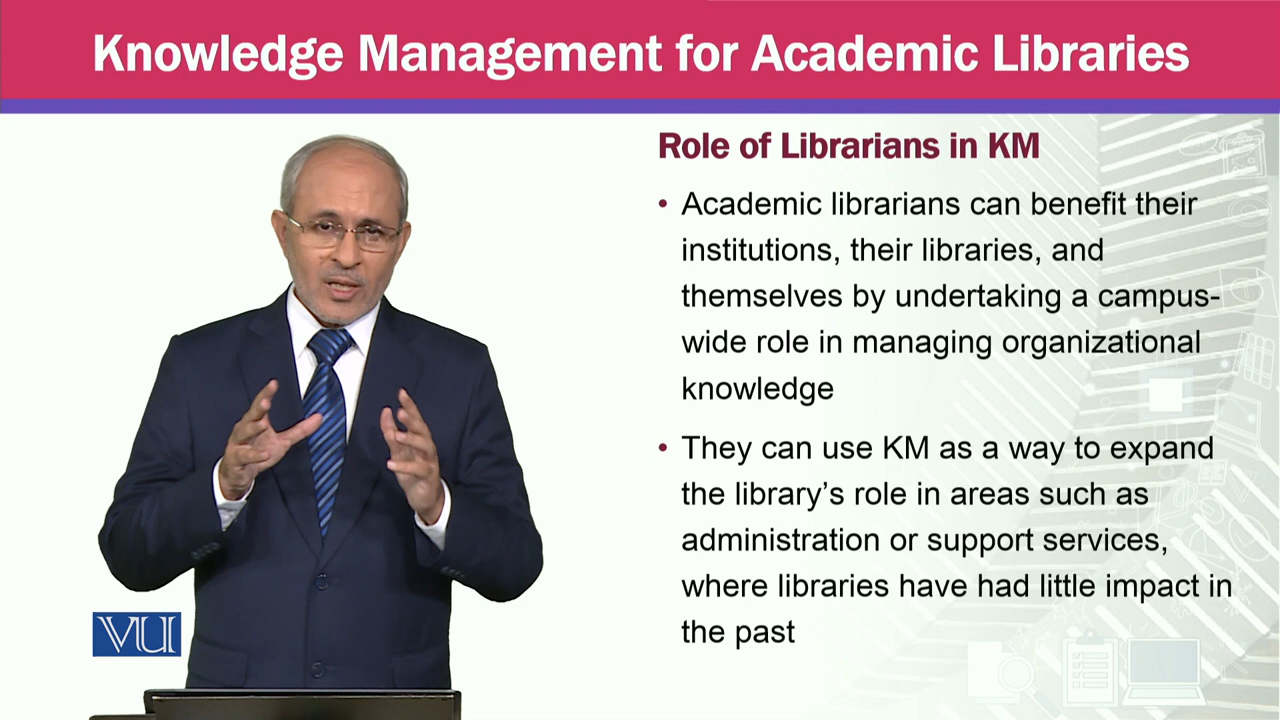 Knowledge Management for Academic Libraries
Role of Librarians in KM
• Academic librarians can benefit their
institutions, their libraries, and
themselves by undertaking a campus-
wide role in managing organizational
knowledge
• They can use KM as a way to expand
the library’s role in areas such as
administration or support services,
where libraries have had little impact in
the past
VU